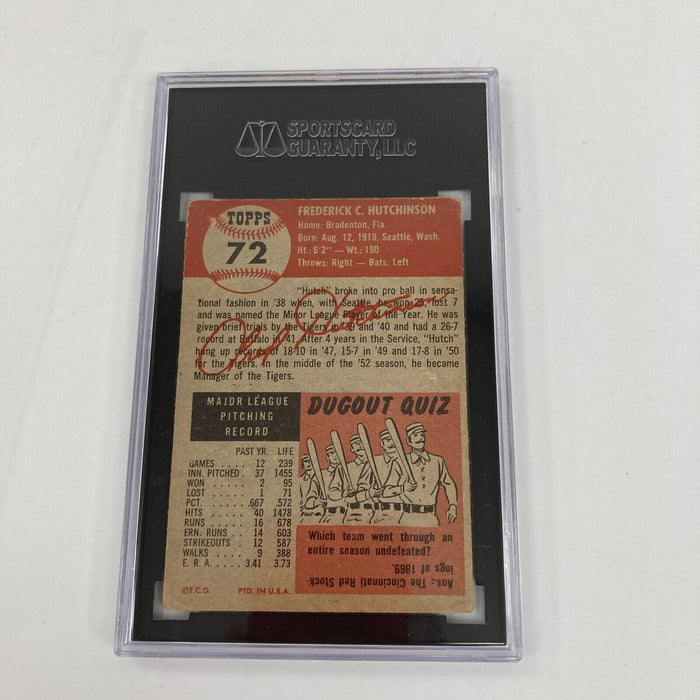 SPORTSCARD
GUARANTY, LLC
TOPPS
72
FREDERICK C. HUTCHINSON
Home: Bradenton, Fla.
Born: Aug. 12, 1919, Seattle, Wash.
Ht.: 6'2" — Wt.: 190
Throws: Right — Bats: Left
"Hutch" broke into pro ball in sensa-
tional fashion in '38 when, with Seattle, he won 25, lost 7
and was named the Minor League Player of the Year. He
was given brief trials by the Tigers in '39 and '40 and had a 26-7
record at Buffalo in '41. After 4 years in the Service, "Hutch"
hung up records of 18-10 in '47, 15-7 in '49 and 17-8 in '50
for the Tigers. In the middle of the '52 season, he became
Manager of the Tigers.
MAJOR LEAGUE
PITCHING
RECORD
PAST YR. LIFE
GAMES .... 12 239
INN. PITCHED. 37 1455
WON ..... 2 95
LOST ..... 1 71
PCT. ..... .667 .572
HITS ..... 40 1478
RUNS .... 16 678
ERN. RUNS . 14 603
STRIKEOUTS . 12 587
WALKS .... 9 388
E. R. A. ... 3.41 3.73
©T.C.G. PTD. IN U.S.A.
DUGOUT QUIZ
Which team went through an
entire season undefeated?
Ans.: The Cincinnati Red Stock-
ings of 1869.